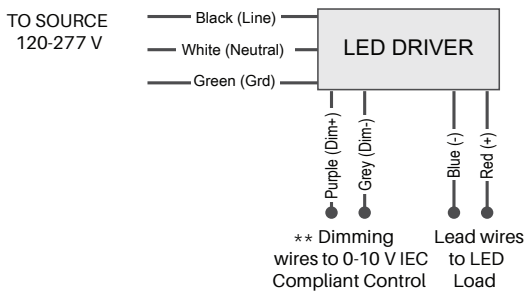 TO SOURCE
120-277 V
Black (Line)
White (Neutral)
Green (Grd)
LED DRIVER
Purple (Dim+)
Grey (Dim-)
Blue (-)
Red (+)
** Dimming
wires to 0-10 V IEC
Compliant Control
Lead wires
to LED
Load